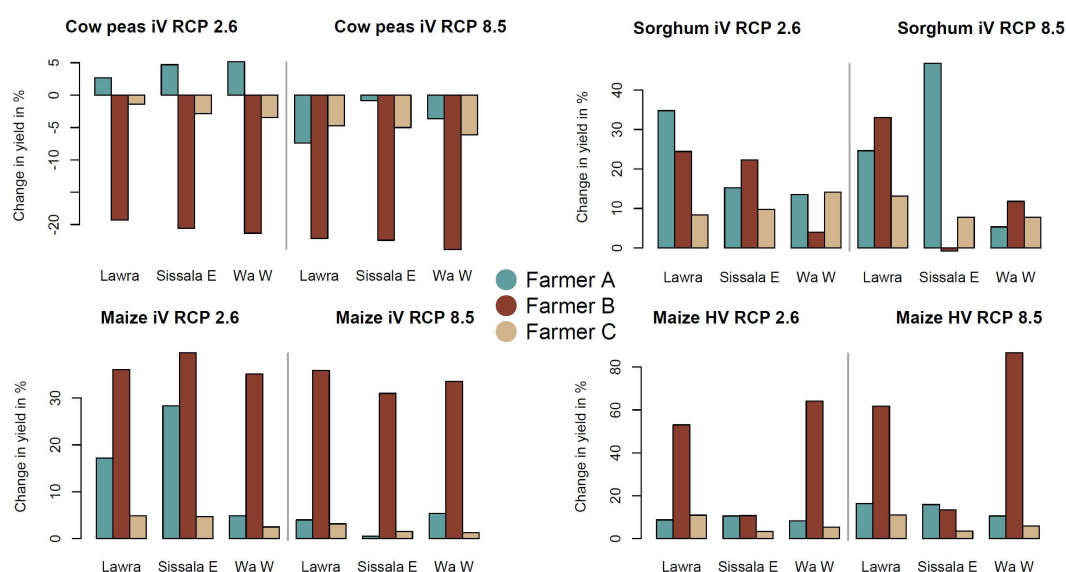 Cow peas iV RCP 2.6
Cow peas iV RCP 8.5
Change in yield in %
5
0
-5
-10
-20
Lawra
Sissala E
Wa W
Lawra
Sissala E
Wa W
Sorghum iV RCP 2.6
Sorghum iV RCP 8.5
Change in yield in %
40
30
20
10
0
Lawra
Sissala E
Wa W
Lawra
Sissala E
Wa W
Farmer A
Farmer B
Farmer C
Maize iV RCP 2.6
Maize iV RCP 8.5
Change in yield in %
30
10
0
Lawra
Sissala E
Wa W
Lawra
Sissala E
Wa W
Maize HV RCP 2.6
Maize HV RCP 8.5
Change in yield in %
80
60
40
20
0
Lawra
Sissala E
Wa W
Lawra
Sissala E
Wa W